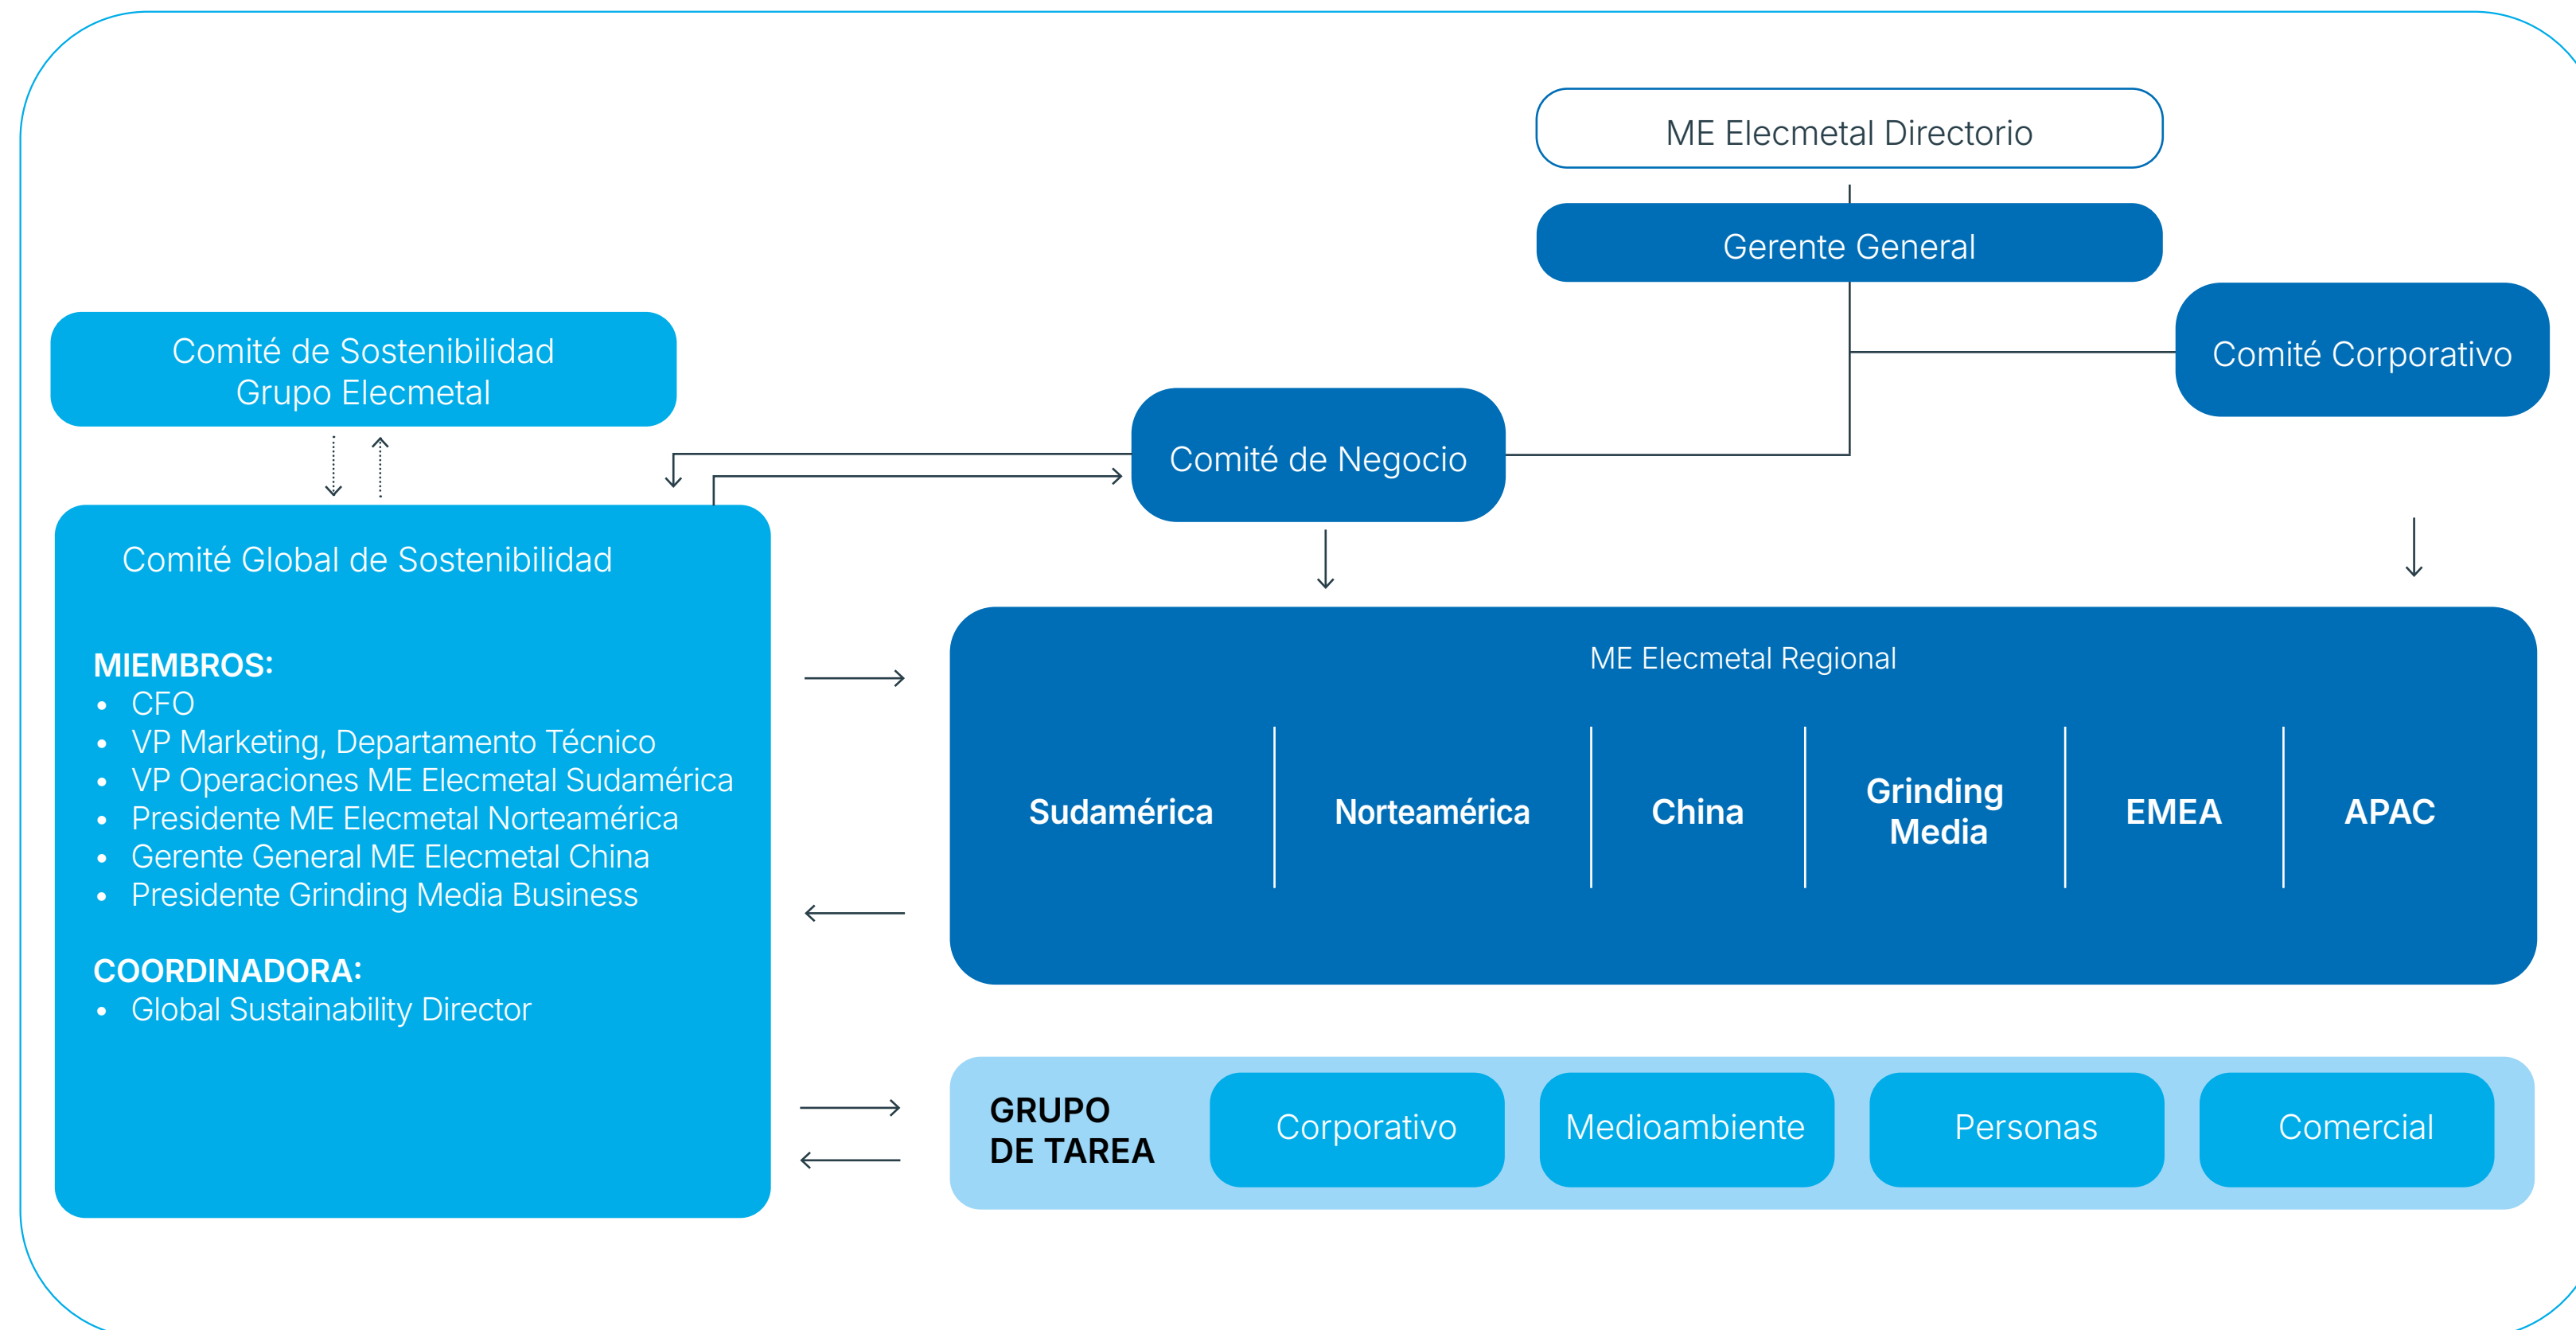 ME Elecmetal Directorio
Gerente General
Comité Corporativo
Comité de Sostenibilidad
Grupo Elecmetal
Comité de Negocio
Comité Global de Sostenibilidad
MIEMBROS:
• CFO
• VP Marketing, Departamento Técnico
• VP Operaciones ME Elecmetal Sudamérica
• Presidente ME Elecmetal Norteamérica
• Gerente General ME Elecmetal China
• Presidente Grinding Media Business
COORDINADORA:
• Global Sustainability Director
ME Elecmetal Regional
Sudamérica
Norteamérica
China
Grinding
Media
EMEA
APAC
GRUPO
DE TAREA
Corporativo
Medioambiente
Personas
Comercial